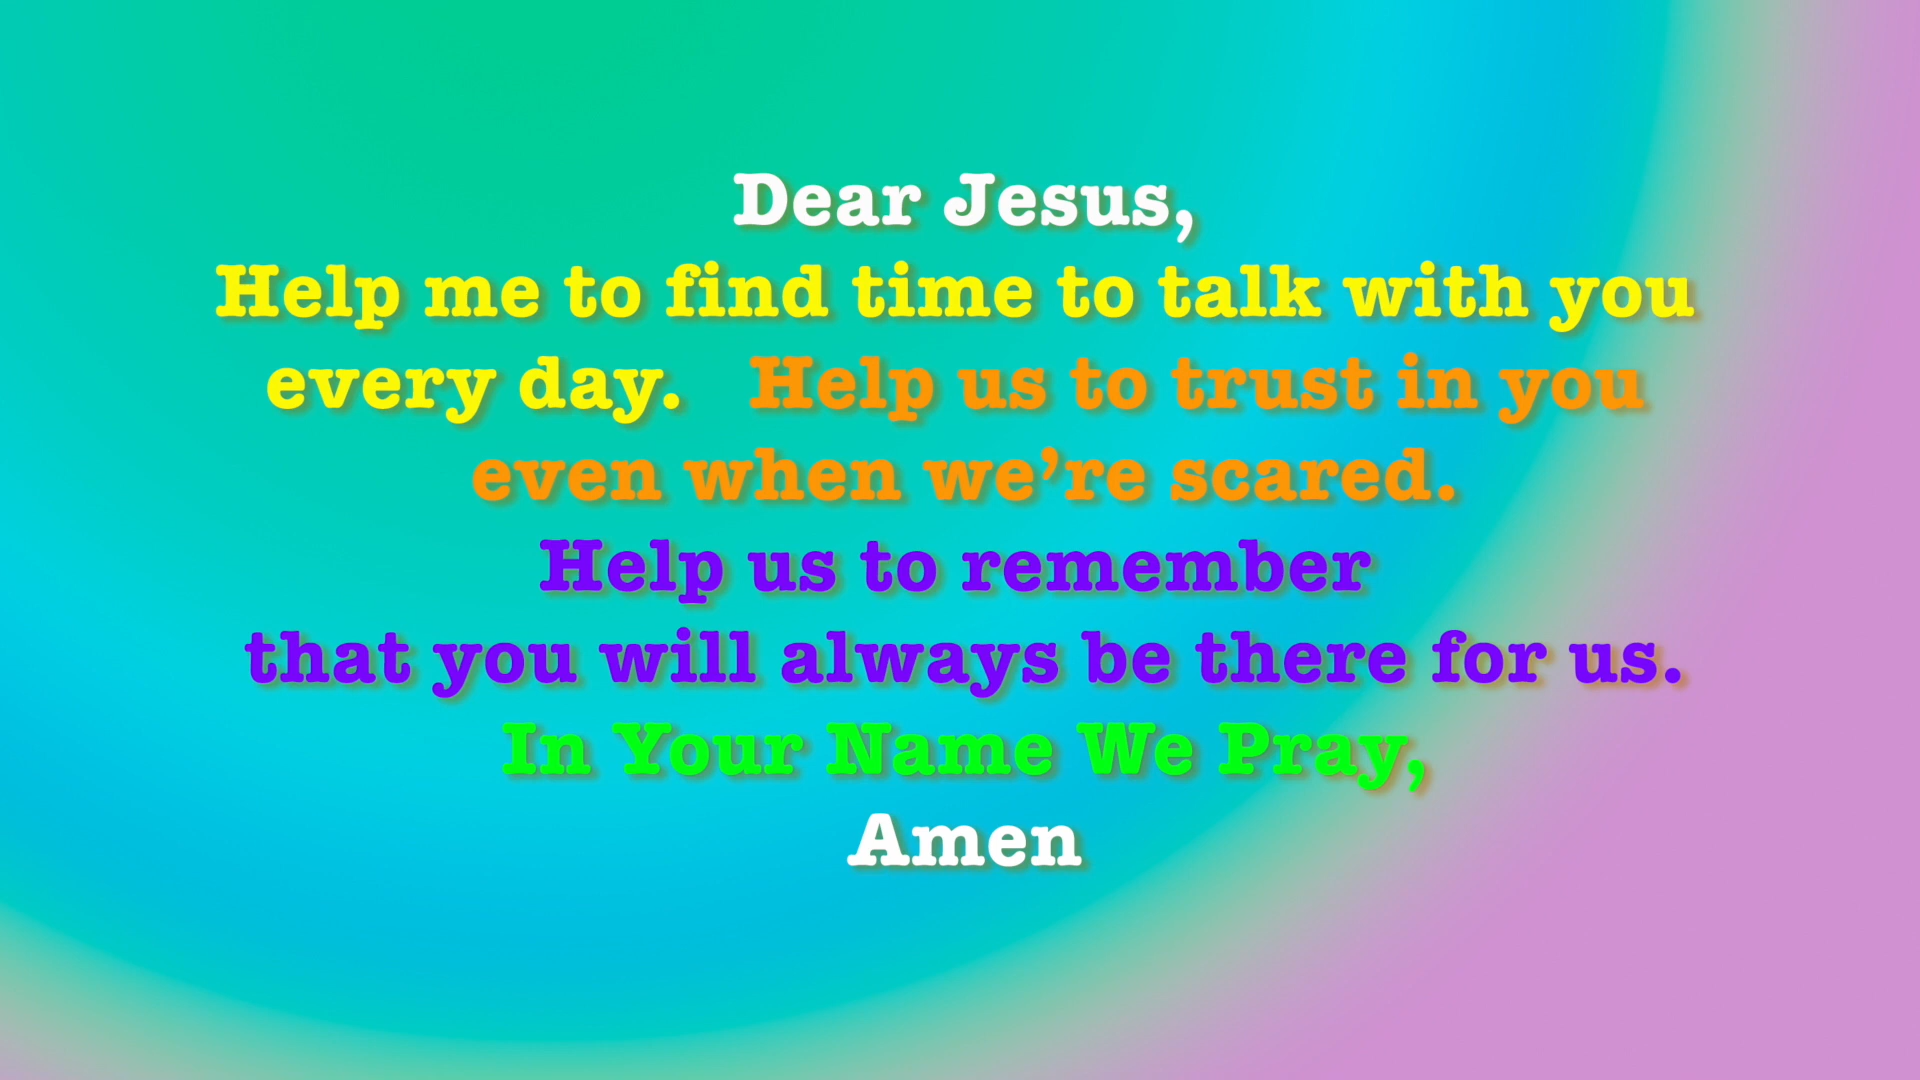 Dear Jesus,
Help me to find time to talk with you
every day.   Help us to trust in you
even when we’re scared.
Help us to remember
that you will always be there for us.
In Your Name We Pray,
Amen